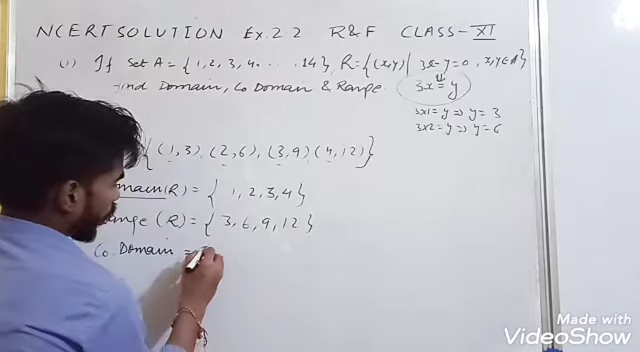 NCERT SOLUTION Ex. 2.2 R&F CLASS-XI
(1) If Set A = {1, 2, 3, 4. . . . . 14}, R = {(x,y) | 3x-y=0, x,y∈A}
Find Domain, Co Domain & Range. 3x = y
3x1 = y ⇒ y = 3
3x2 = y ⇒ y = 6
{(1,3), (2,6), (3,9) (4,12)}
Domain (R) = { 1, 2, 3, 4 }
Range (R) = { 3, 6, 9, 12 }
Co. Domain =
Made with
VideoShow